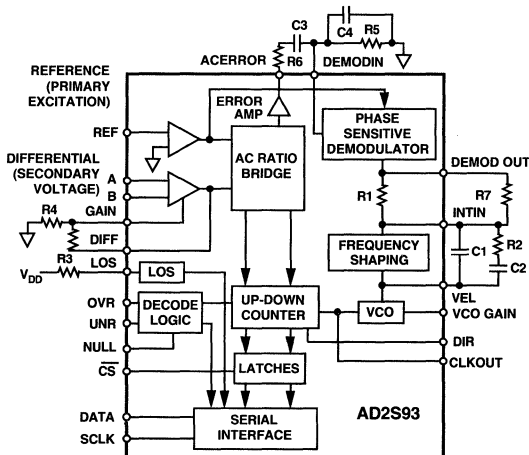 C3
C4
R5
R6
ACERROR
DEMODIN
REFERENCE
(PRIMARY
EXCITATION)
ERROR
AMP
REF
PHASE
SENSITIVE
DEMODULATOR
DIFFERENTIAL
(SECONDARY
VOLTAGE)
AC RATIO
BRIDGE
DEMOD OUT
A
B
R1
R7
GAIN
R4
INTIN
DIFF
FREQUENCY
SHAPING
C1
R2
C2
R3
LOS
VDD
LOS
VEL
OVR
DECODE
LOGIC
UP-DOWN
COUNTER
VCO
VCO GAIN
UNR
DIR
NULL
CLKOUT
CS
LATCHES
DATA
SERIAL
INTERFACE
AD2S93
SCLK